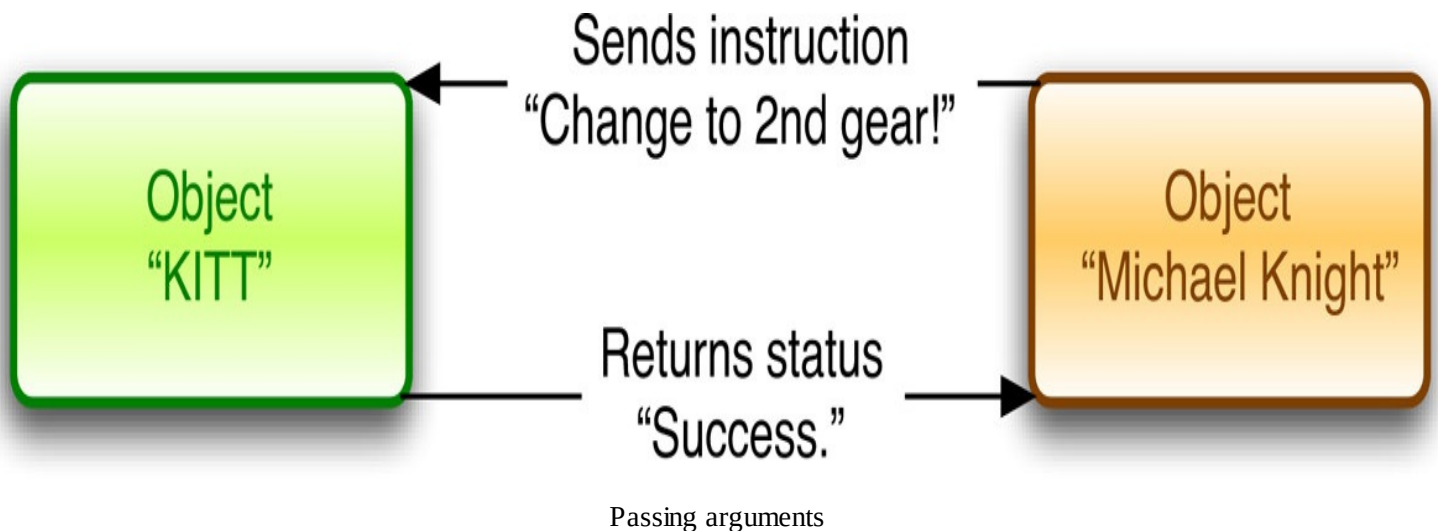 Sends instruction
“Change to 2nd gear!”
Object
“KITT”
Object
“Michael Knight”
Returns status
“Success.”
Passing arguments